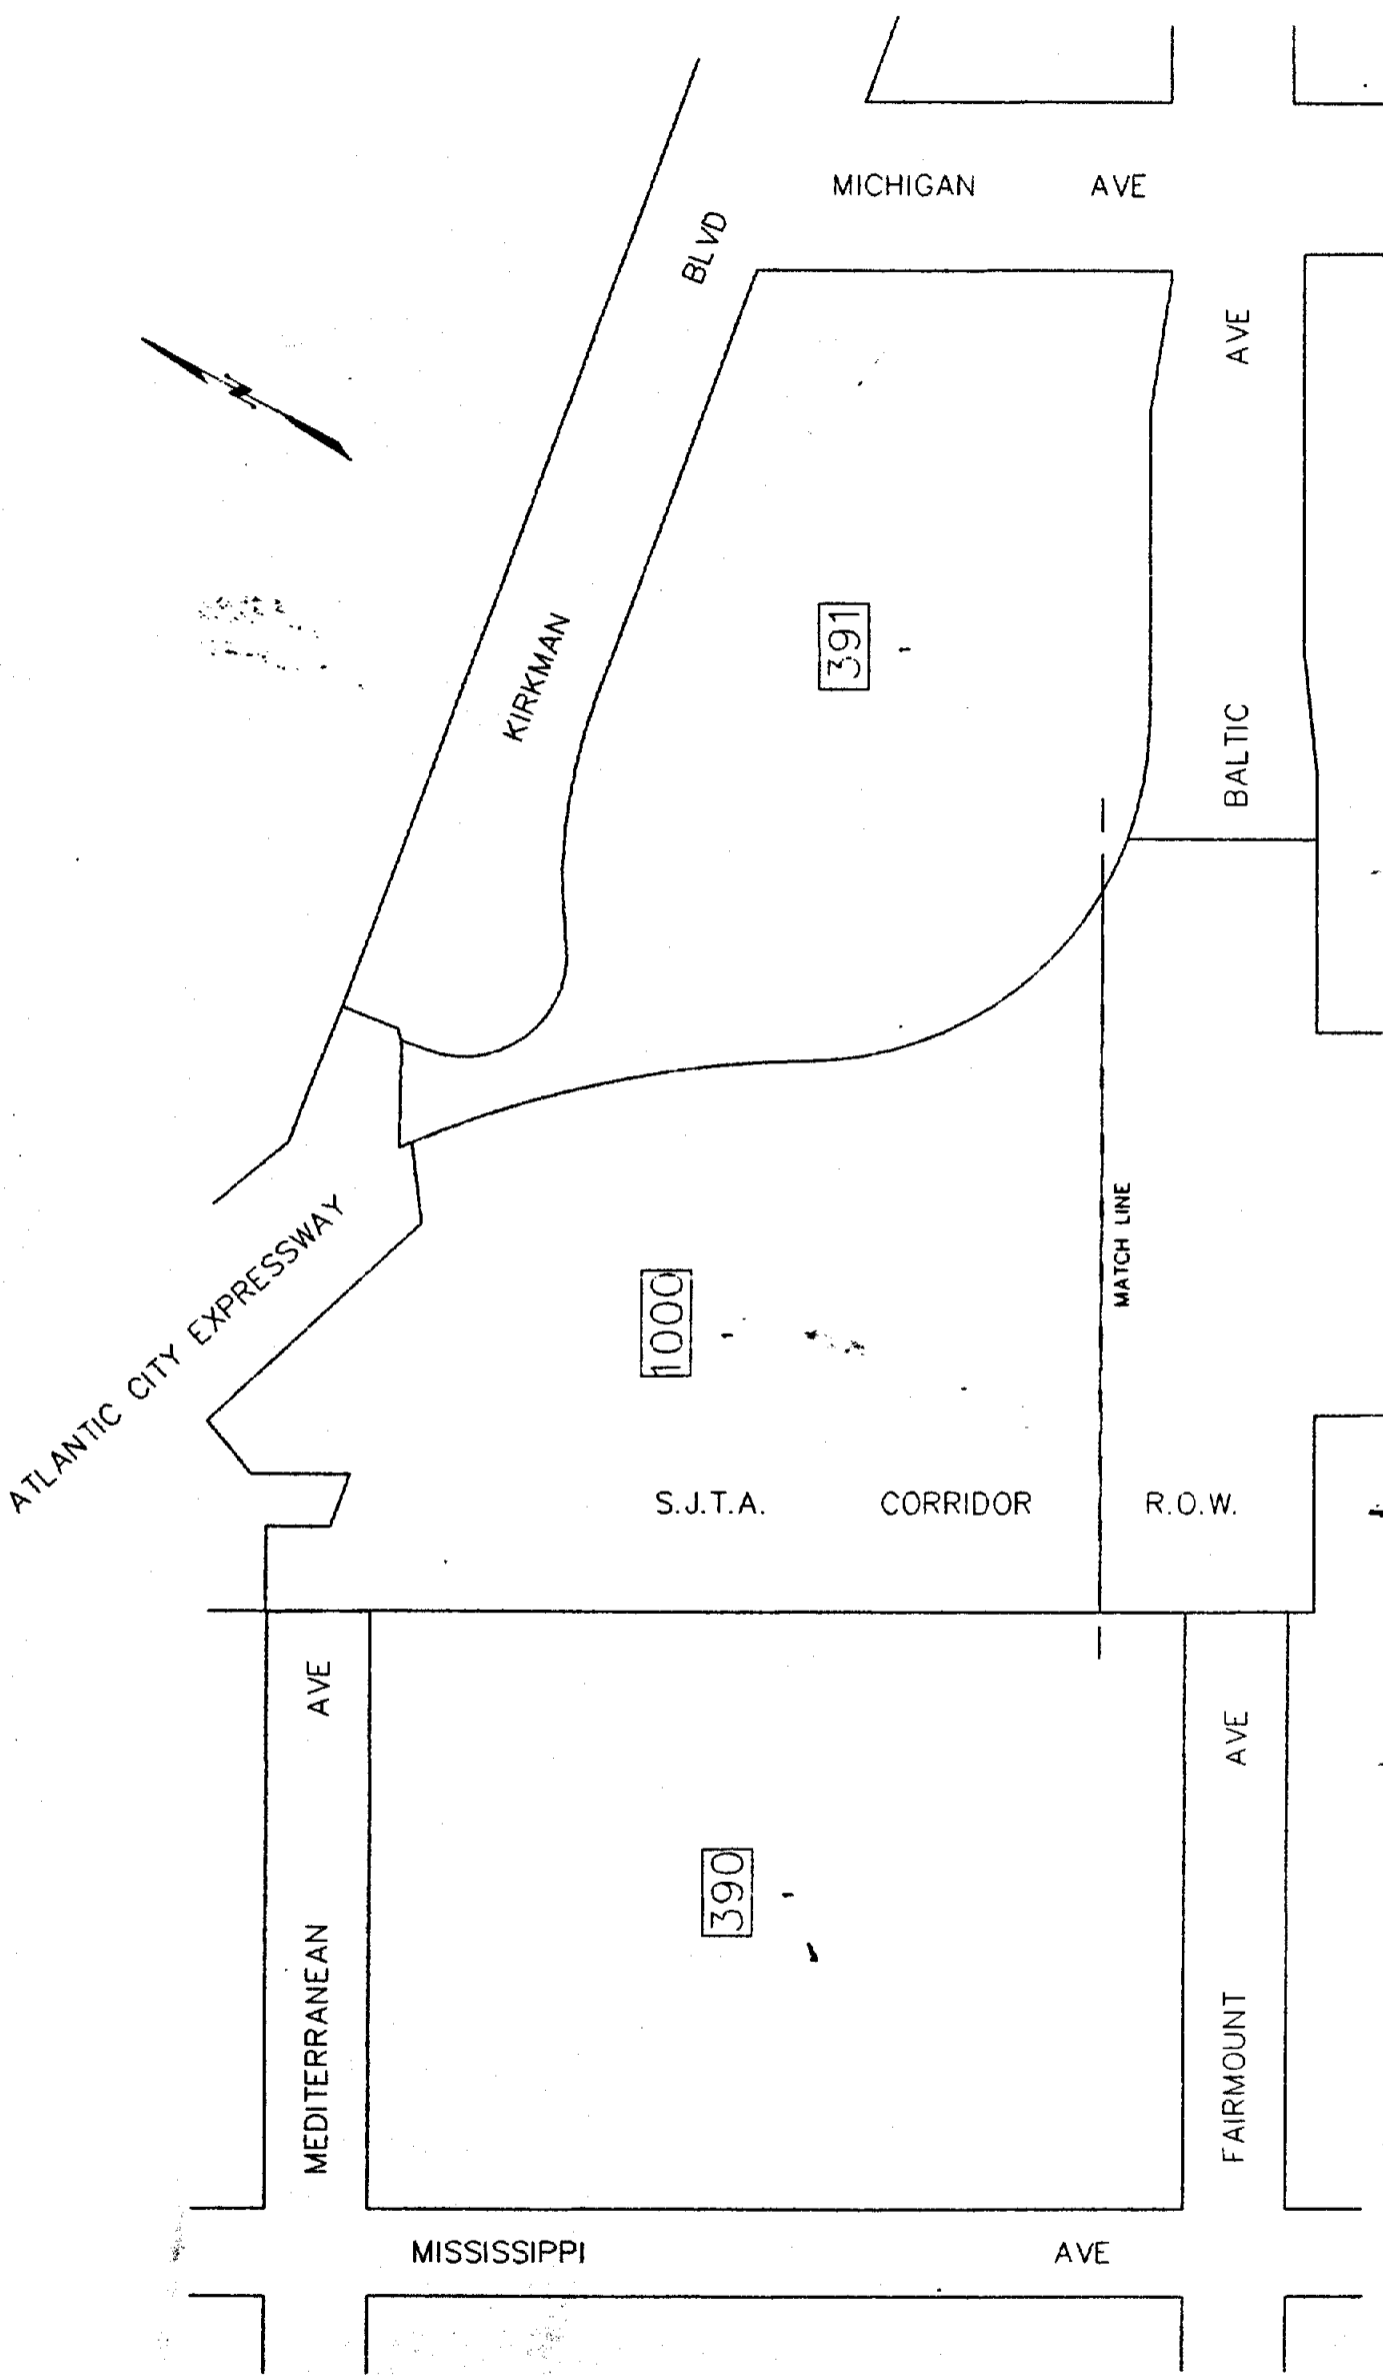 MICHIGAN AVE
KIRKMAN BLVD
BALTIC AVE
N
391
ATLANTIC CITY EXPRESSWAY
1000
MATCH LINE
S.J.T.A. CORRIDOR R.O.W.
MEDITERRANEAN AVE
390
FAIRMOUNT AVE
MISSISSIPPI AVE